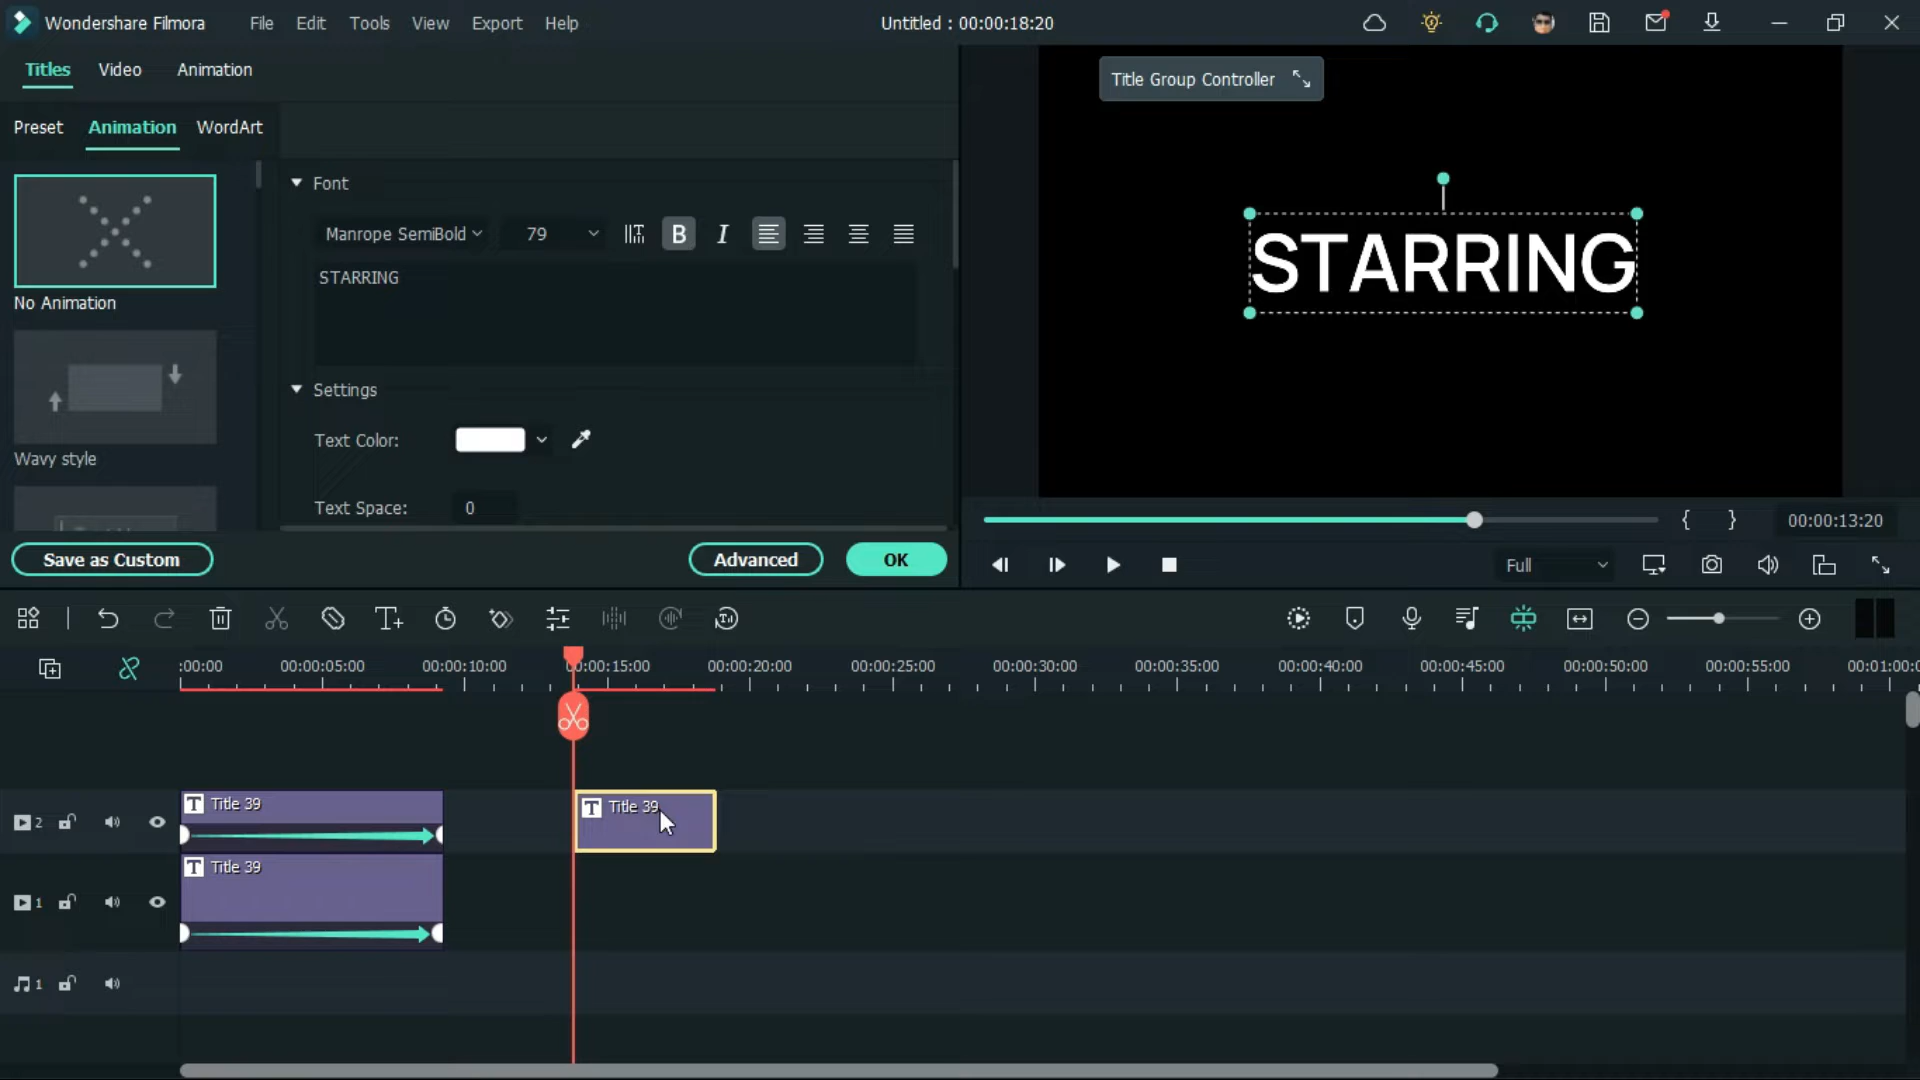 Wondershare Filmora File Edit Tools View Export Help Untitled : 00:00:18:20
Titles Video Animation
Preset Animation WordArt
No Animation
Wavy style
Font
Manrope SemiBold 79 B I
STARRING
Settings
Text Color:
Text Space: 0
Save as Custom Advanced OK
Title Group Controller
STARRING
{ } 00:00:13:20
Full
:00:00 00:00:05:00 00:00:10:00 00:00:15:00 00:00:20:00 00:00:25:00 00:00:30:00 00:00:35:00 00:00:40:00 00:00:45:00 00:00:50:00 00:00:55:00 00:01:00:0
2 T Title 39 T Title 39
1 T Title 39
1